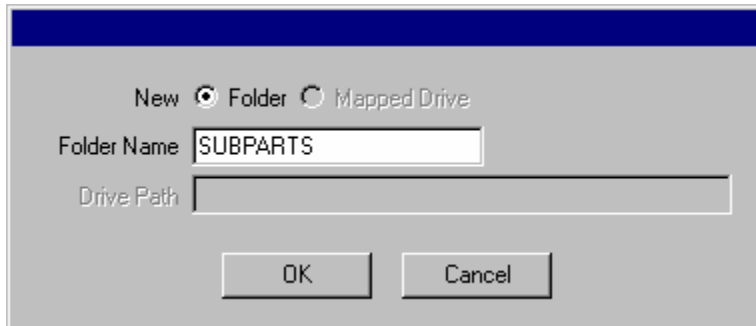 New Folder Mapped Drive
Folder Name SUBPARTS
Drive Path
OK Cancel